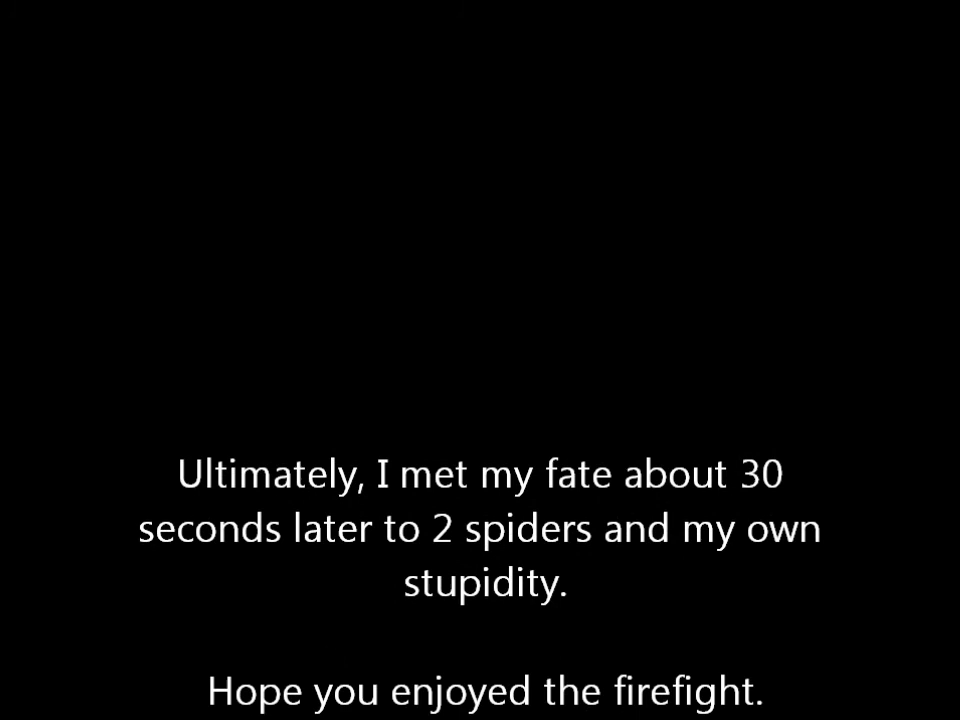 Ultimately, I met my fate about 30
seconds later to 2 spiders and my own
stupidity.
Hope you enjoyed the firefight.